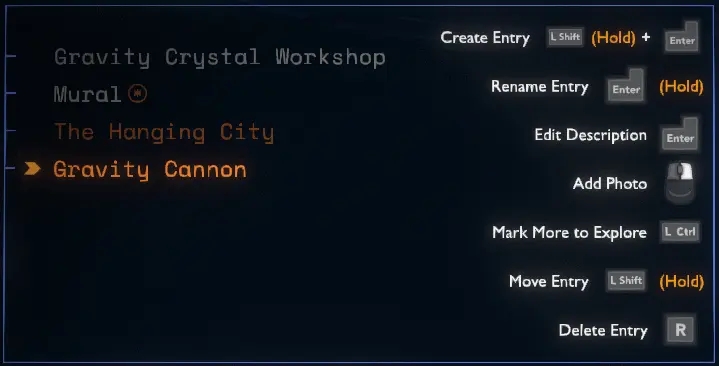 Gravity Crystal Workshop
Mural
The Hanging City
Gravity Cannon
Create Entry L Shift (Hold) + Enter
Rename Entry Enter (Hold)
Edit Description Enter
Add Photo
Mark More to Explore L Ctrl
Move Entry L Shift (Hold)
Delete Entry R